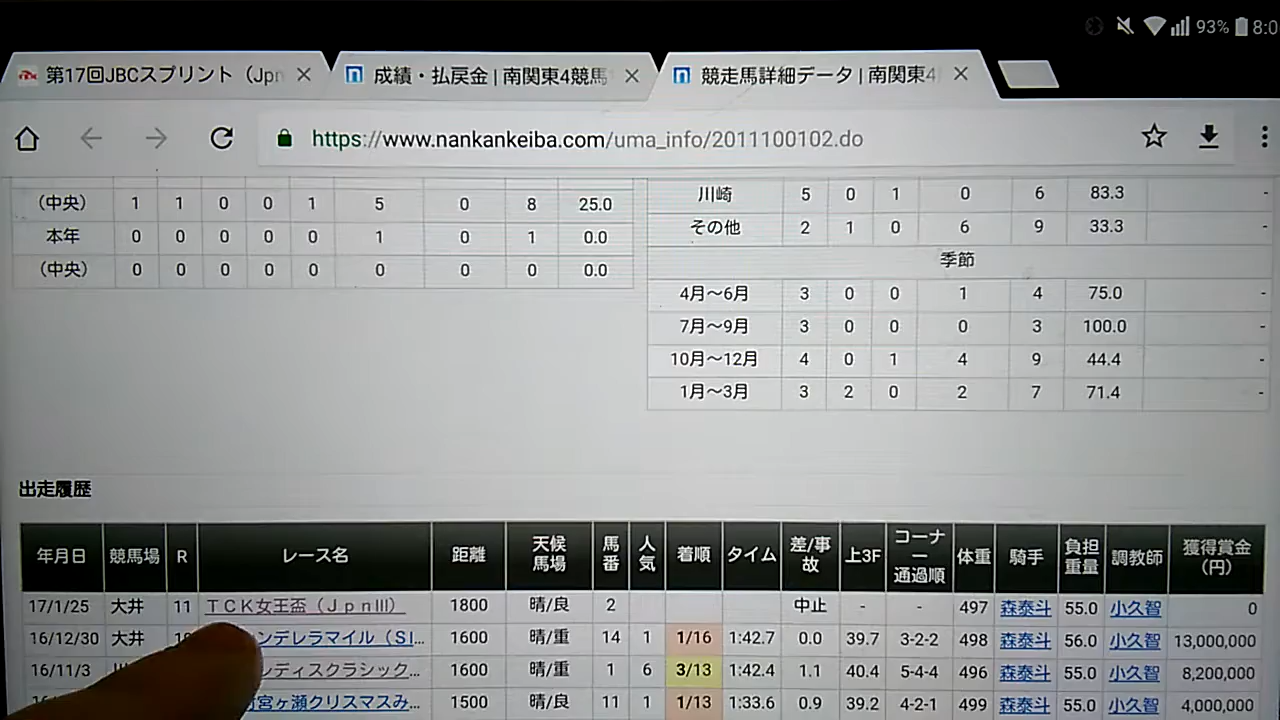 93% 8:0
第17回JBCスプリント（Jpn
成績・払戻金 | 南関東4競馬
競走馬詳細データ | 南関東4
https://www.nankankeiba.com/uma_info/2011100102.do
（中央） 1 1 0 0 1 5 0 8 25.0
本年 0 0 0 0 0 1 0 1 0.0
（中央） 0 0 0 0 0 0 0 0 0.0
川崎 5 0 1 0 6 83.3 -
その他 2 1 0 6 9 33.3 -
季節
4月～6月 3 0 0 1 4 75.0 -
7月～9月 3 0 0 0 3 100.0 -
10月～12月 4 0 1 4 9 44.4 -
1月～3月 3 2 0 2 7 71.4 -
出走履歴
年月日 競馬場 R レース名 距離 天候馬場 馬番 人気 着順 タイム 差/事故 上3F コーナー通過順 体重 騎手 負担重量 調教師 獲得賞金（円）
17/1/25 大井 11 ＴＣＫ女王盃（ＪｐｎⅢ） 1800 晴/良 2 中止 - - 497 森泰斗 55.0 小久智 0
16/12/30 大井 ンデレラマイル（ＳⅠ... 1600 晴/重 14 1 1/16 1:42.7 0.0 39.7 3-2-2 498 森泰斗 56.0 小久智 13,000,000
16/11/3 ディスクラシック... 1600 晴/重 1 6 3/13 1:42.4 1.1 40.4 5-4-4 496 森泰斗 55.0 小久智 8,200,000
宮ヶ瀬クリスマスみ... 1500 晴/良 11 1 1/13 1:33.6 0.9 39.2 4-2-1 499 森泰斗 55.0 小久智 4,000,000